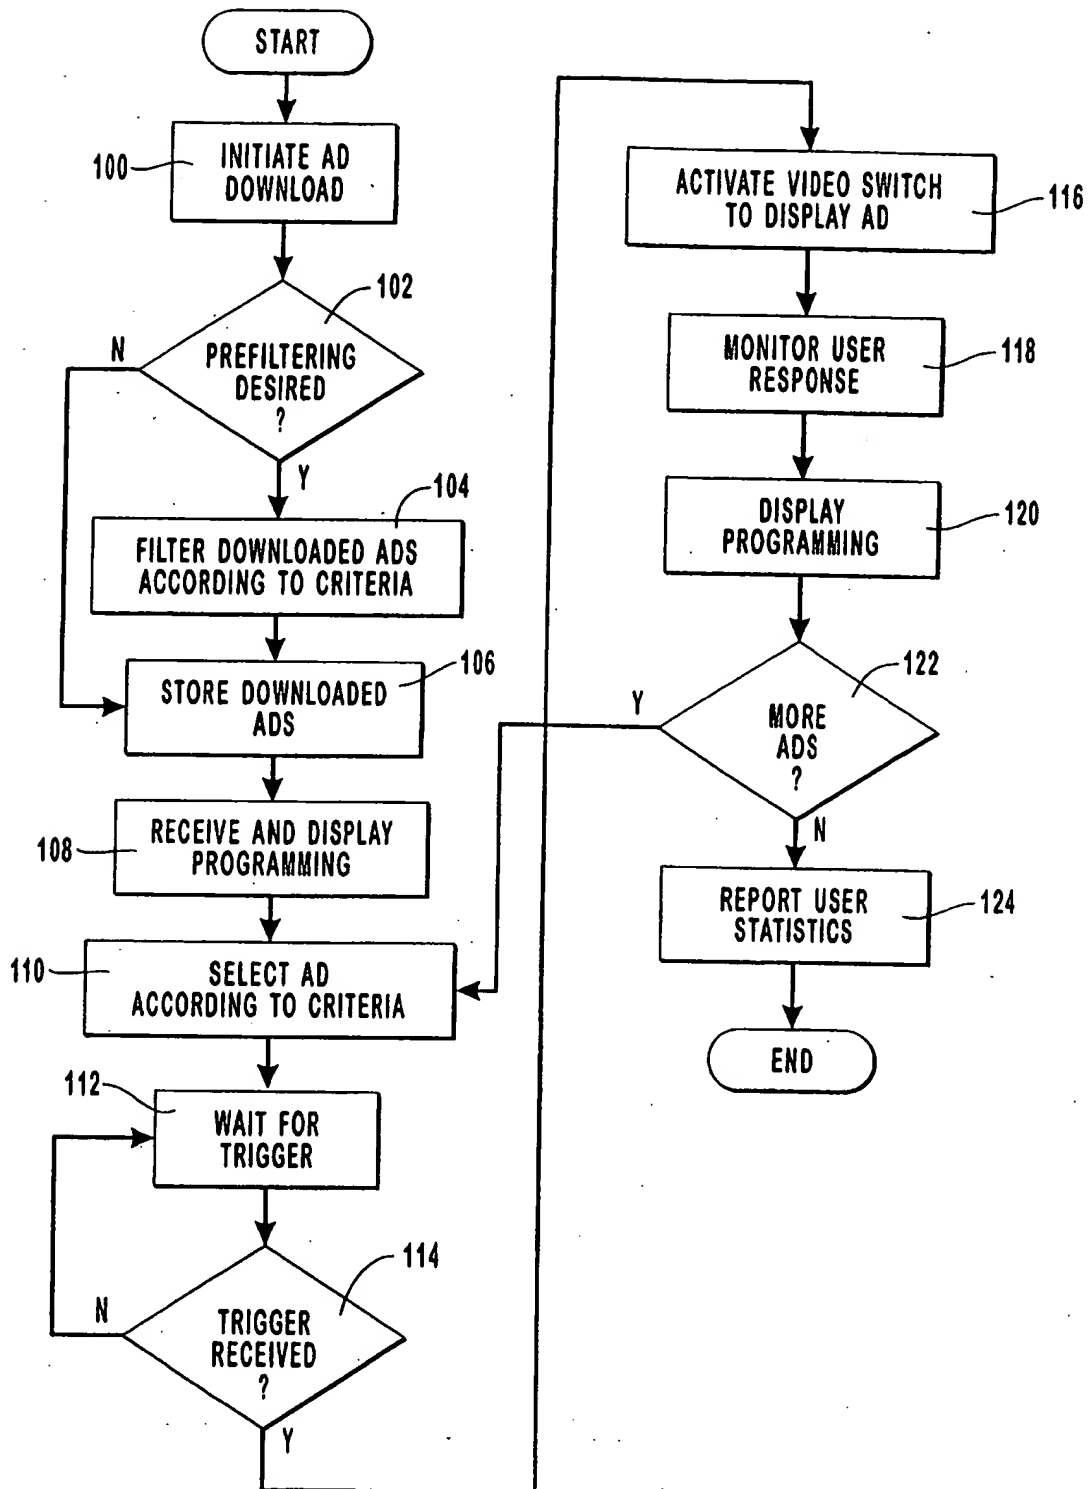 START
100
INITIATE AD
DOWNLOAD
102
N
PREFILTERING
DESIRED
?
Y
104
FILTER DOWNLOADED ADS
ACCORDING TO CRITERIA
106
STORE DOWNLOADED
ADS
108
RECEIVE AND DISPLAY
PROGRAMMING
110
SELECT AD
ACCORDING TO CRITERIA
112
WAIT FOR
TRIGGER
114
N
TRIGGER
RECEIVED
?
Y
ACTIVATE VIDEO SWITCH
TO DISPLAY AD
116
MONITOR USER
RESPONSE
118
DISPLAY
PROGRAMMING
120
122
Y
MORE
ADS
?
N
REPORT USER
STATISTICS
124
END